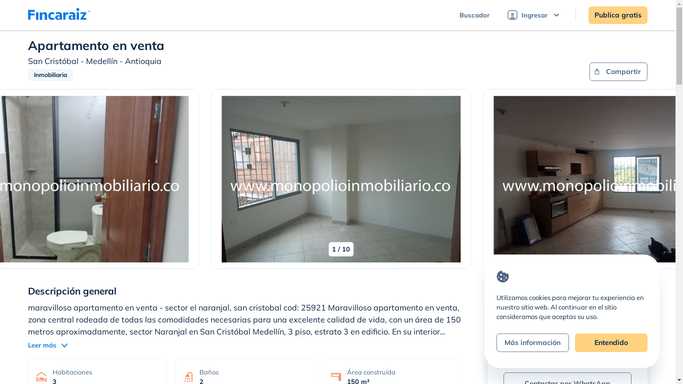 Fincaraíz
Buscador
Ingresar
Publica gratis
Apartamento en venta
San Cristóbal - Medellín - Antioquia
Inmobiliaria
Compartir
www.monopolioinmobiliario.co
www.monopolioinmobiliario.co
www.monopolioinmobiliario.co
1 / 10
Descripción general
maravilloso apartamento en venta - sector el naranjal, san cristobal cod: 25921 Maravilloso apartamento en venta,
zona central rodeada de todas las comodidades necesarias para una excelente calidad de vida, con un área de 150
metros aproximadamente, sector Naranjal en San Cristóbal Medellín, 3 piso, estrato 3 en edificio. En su interior...
Leer más
Habitaciones
3
Baños
2
Área construida
150 m²
Utilizamos cookies para mejorar tu experiencia en
nuestro sitio web. Al continuar en el sitio
consideramos que aceptas su uso.
Más información
Entendido
Contactar por WhatsApp